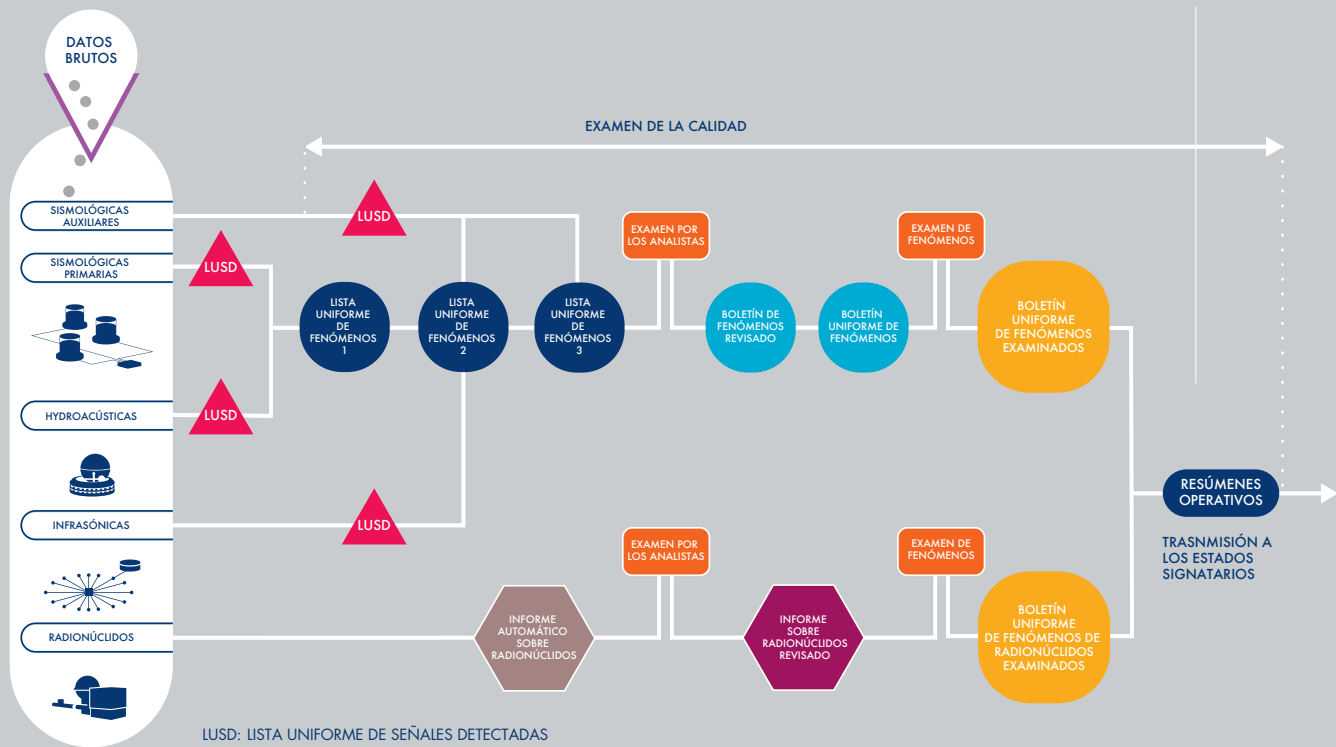 DATOS
BRUTOS
EXAMEN DE LA CALIDAD
SISMOLÓGICAS
AUXILIARES
LUSD
SISMOLÓGICAS
PRIMARIAS
LUSD
EXAMEN POR
LOS ANALISTAS
EXAMEN DE
FENÓMENOS
LISTA
UNIFORME
DE
FENÓMENOS
1
LISTA
UNIFORME
DE
FENÓMENOS
2
LISTA
UNIFORME
DE
FENÓMENOS
3
BOLETÍN DE
FENÓMENOS
REVISADO
BOLETÍN
UNIFORME DE
FENÓMENOS
BOLETÍN
UNIFORME
DE FENÓMENOS
EXAMINADOS
HYDROACÚSTICAS
LUSD
INFRASÓNICAS
LUSD
RESÚMENES
OPERATIVOS
TRASNMISIÓN A
LOS ESTADOS
SIGNATARIOS
EXAMEN POR
LOS ANALISTAS
EXAMEN DE
FENÓMENOS
RADIONÚCLIDOS
INFORME
AUTOMÁTICO
SOBRE
RADIONÚCLIDOS
INFORME
SOBRE
RADIONÚCLIDOS
REVISADO
BOLETÍN
UNIFORME
DE FENÓMENOS DE
RADIONÚCLIDOS
EXAMINADOS
LUSD: LISTA UNIFORME DE SEÑALES DETECTADAS